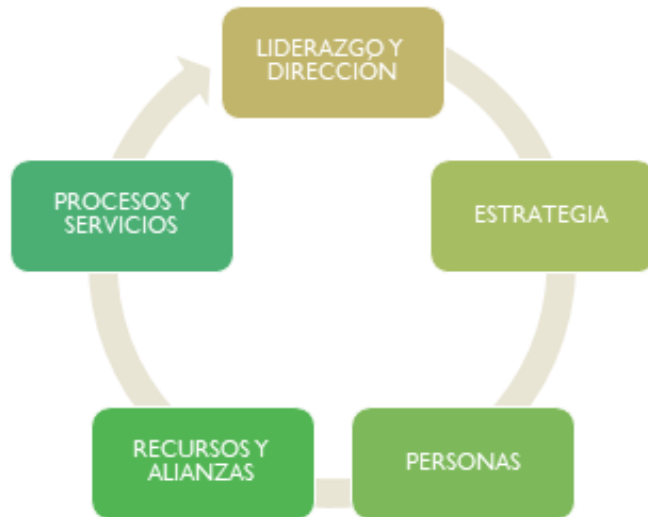 LIDERAZGO Y
DIRECCIÓN
ESTRATEGIA
PERSONAS
RECURSOS Y
ALIANZAS
PROCESOS Y
SERVICIOS